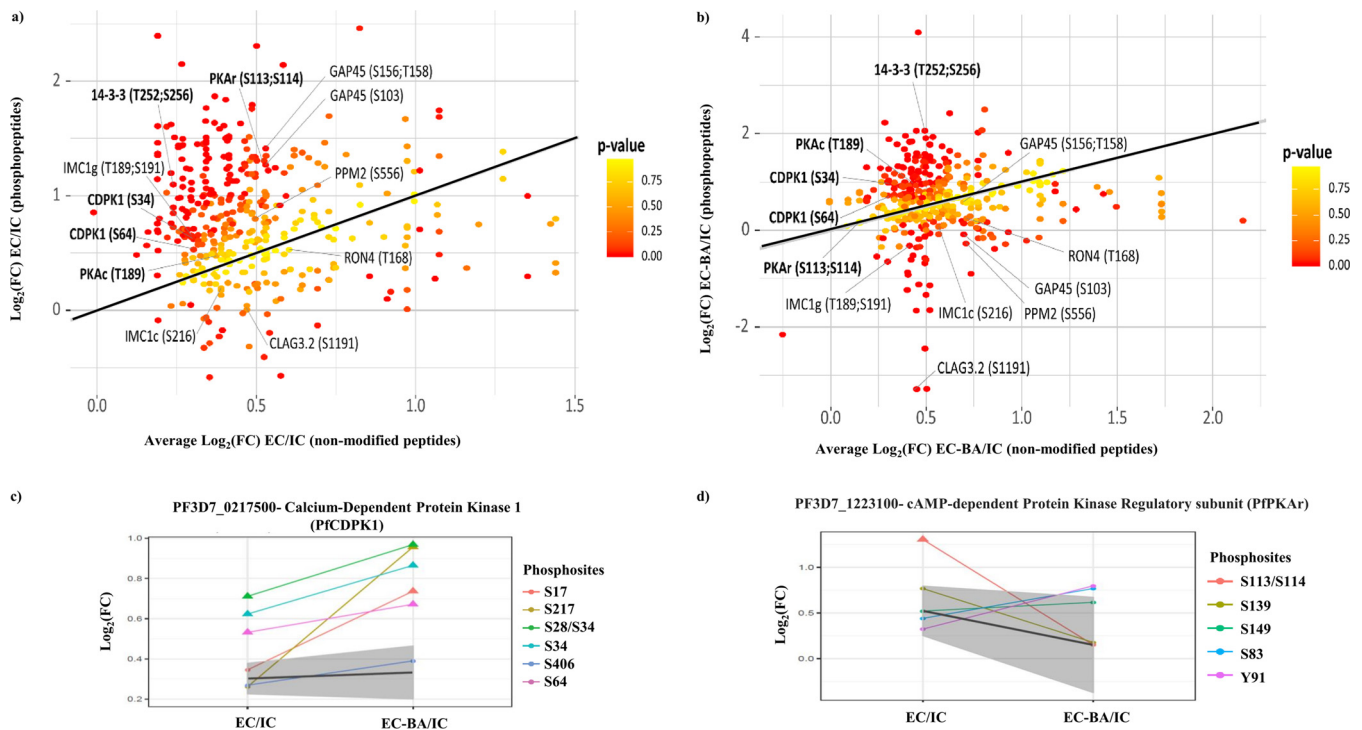 a)
Log₂(FC) EC/IC (phosphopeptides)
2
1
0
0.0
0.5
1.0
1.5
Average Log₂(FC) EC/IC (non-modified peptides)
PKAr (S113;S114)
GAP45 (S156;T158)
GAP45 (S103)
14-3-3 (T252;S256)
IMC1g (T189;S191)
PPM2 (S556)
CDPK1 (S34)
CDPK1 (S64)
RON4 (T168)
PKAc (T189)
IMC1c (S216)
CLAG3.2 (S1191)
p-value
0.75
0.50
0.25
0.00
b)
Log₂(FC) EC-BA/IC (phosphopeptides)
4
2
0
-2
0.0
0.5
1.0
1.5
2.0
Average Log₂(FC) EC-BA/IC (non-modified peptides)
14-3-3 (T252;S256)
PKAc (T189)
GAP45 (S156;T158)
CDPK1 (S34)
CDPK1 (S64)
PKAr (S113;S114)
RON4 (T168)
GAP45 (S103)
IMC1g (T189;S191)
IMC1c (S216)
PPM2 (S556)
CLAG3.2 (S1191)
p-value
0.75
0.50
0.25
0.00
c)
PF3D7_0217500- Calcium-Dependent Protein Kinase 1
(PfCDPK1)
Log₂(FC)
1.0
0.8
0.6
0.4
0.2
EC/IC
EC-BA/IC
Phosphosites
S17
S217
S28/S34
S34
S406
S64
d)
PF3D7_1223100- cAMP-dependent Protein Kinase Regulatory subunit (PfPKAr)
Log₂(FC)
1.0
0.5
0.0
EC/IC
EC-BA/IC
Phosphosites
S113/S114
S139
S149
S83
Y91